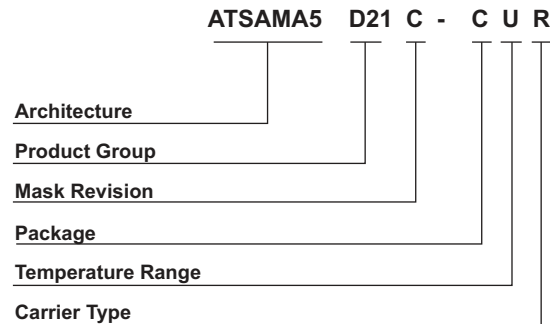 ATSAMA5 D21 C - C U R
Architecture
Product Group
Mask Revision
Package
Temperature Range
Carrier Type